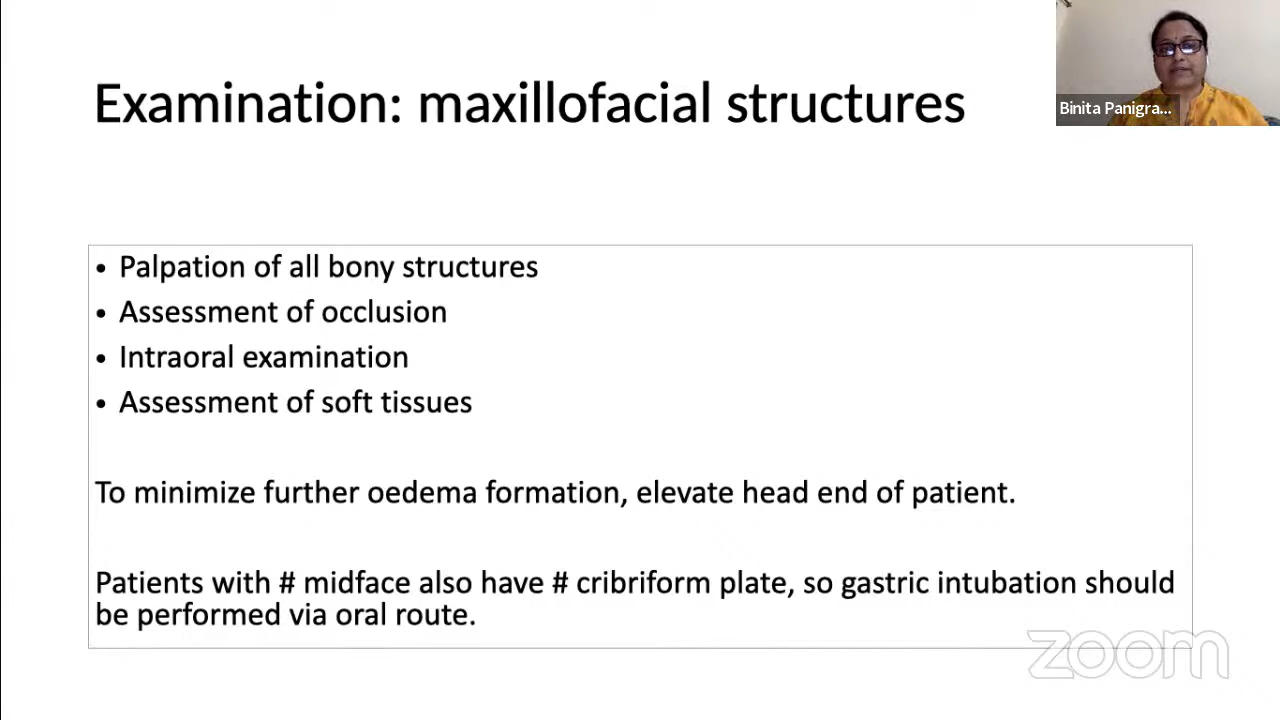 Examination: maxillofacial structures
Binita Panigra...
• Palpation of all bony structures
• Assessment of occlusion
• Intraoral examination
• Assessment of soft tissues
To minimize further oedema formation, elevate head end of patient.
Patients with # midface also have # cribriform plate, so gastric intubation should
be performed via oral route.
zoom